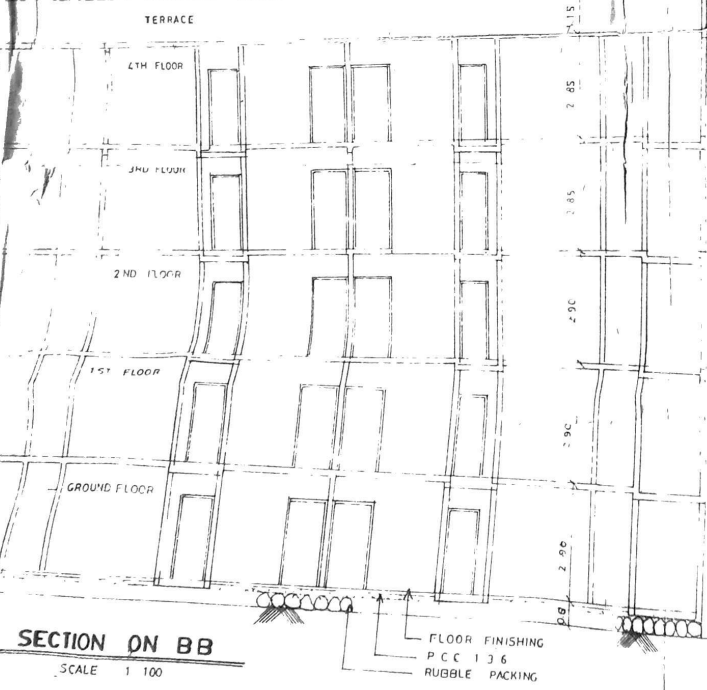 TERRACE
4TH FLOOR
3RD FLOOR
2ND FLOOR
1ST FLOOR
GROUND FLOOR
2 85
2 85
2 90
2 90
2 90
SECTION ON BB
SCALE 1 100
FLOOR FINISHING
P C C 1 3 6
RUBBLE PACKING